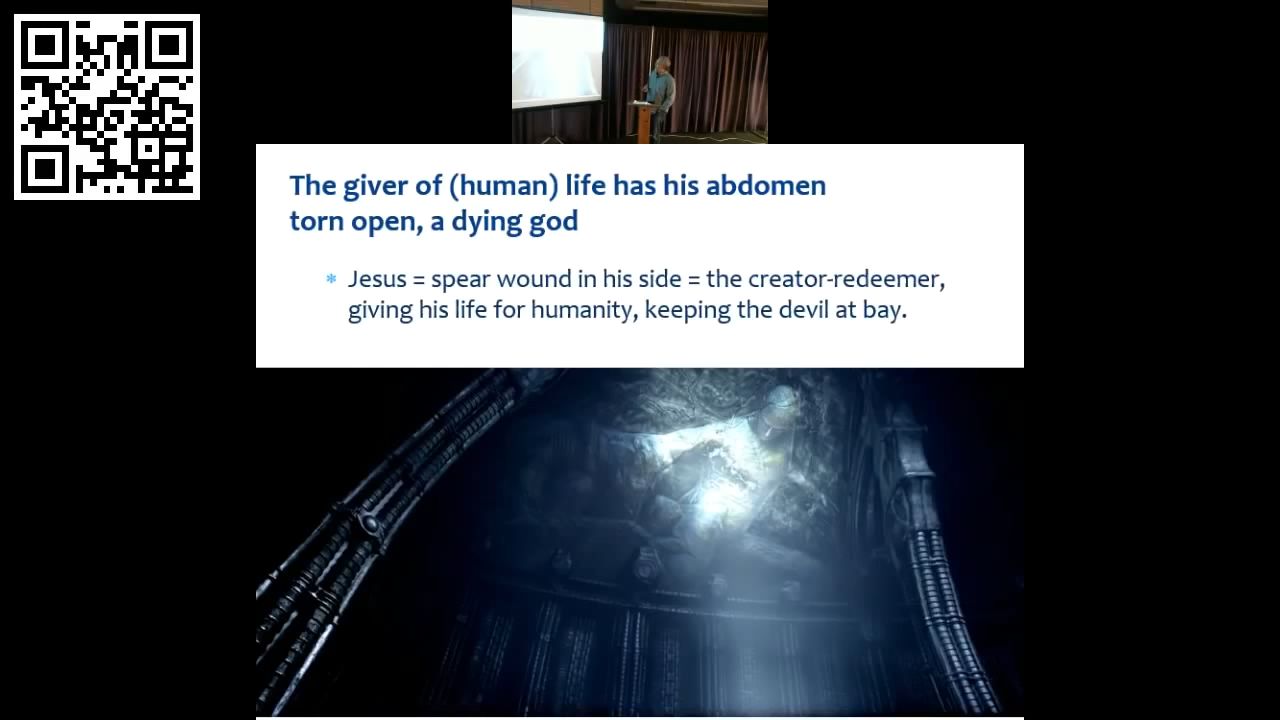 The giver of (human) life has his abdomen
torn open, a dying god
* Jesus = spear wound in his side = the creator-redeemer,
giving his life for humanity, keeping the devil at bay.